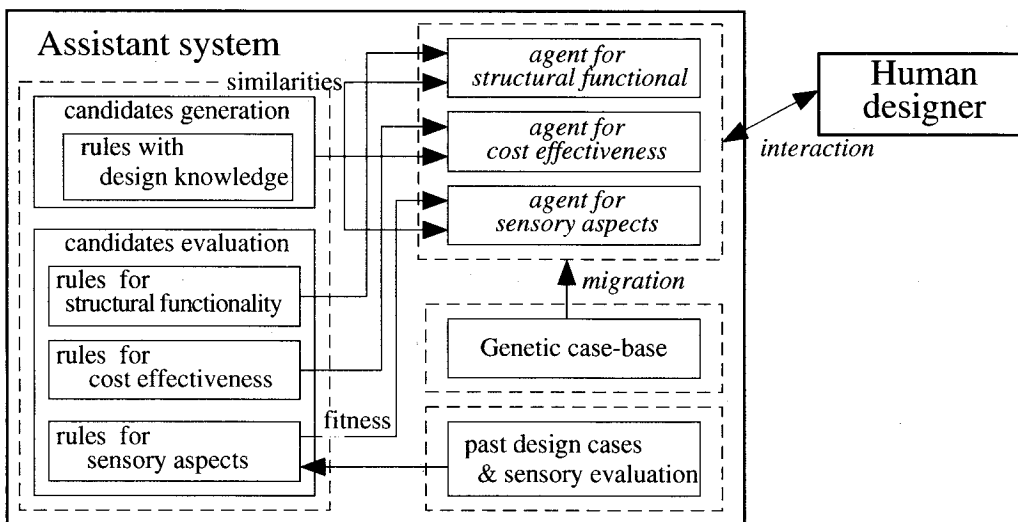 Assistant system
similarities
candidates generation
rules with
design knowledge
candidates evaluation
rules for
structural functionality
rules for
cost effectiveness
fitness
rules for
sensory aspects
agent for
structural functional
agent for
cost effectiveness
agent for
sensory aspects
migration
Genetic case-base
past design cases
& sensory evaluation
Human
designer
interaction